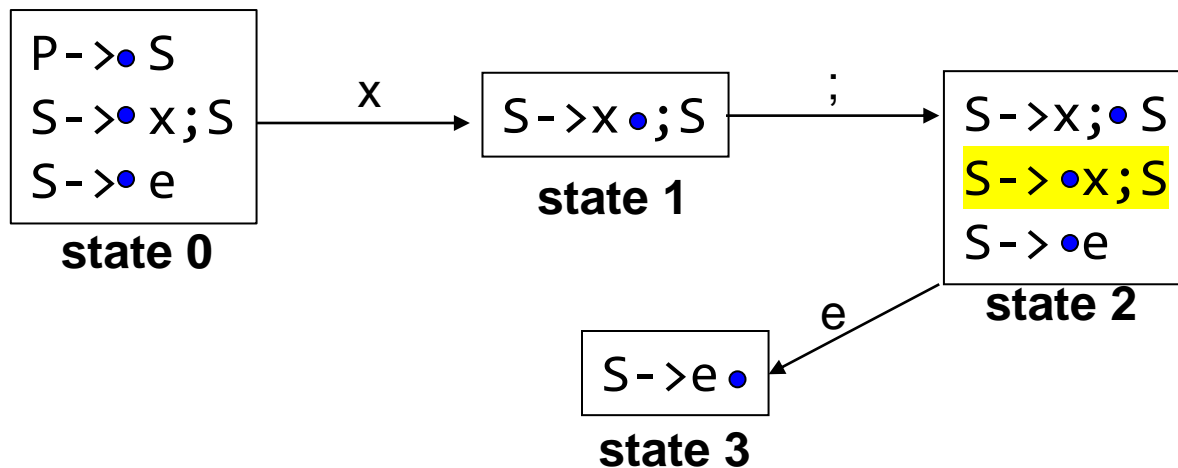 P->• S
S->• x;S
S->• e
state 0
x
S->x •;S
state 1
;
S->x;• S
S-> •x;S
S-> •e
state 2
e
S->e •
state 3